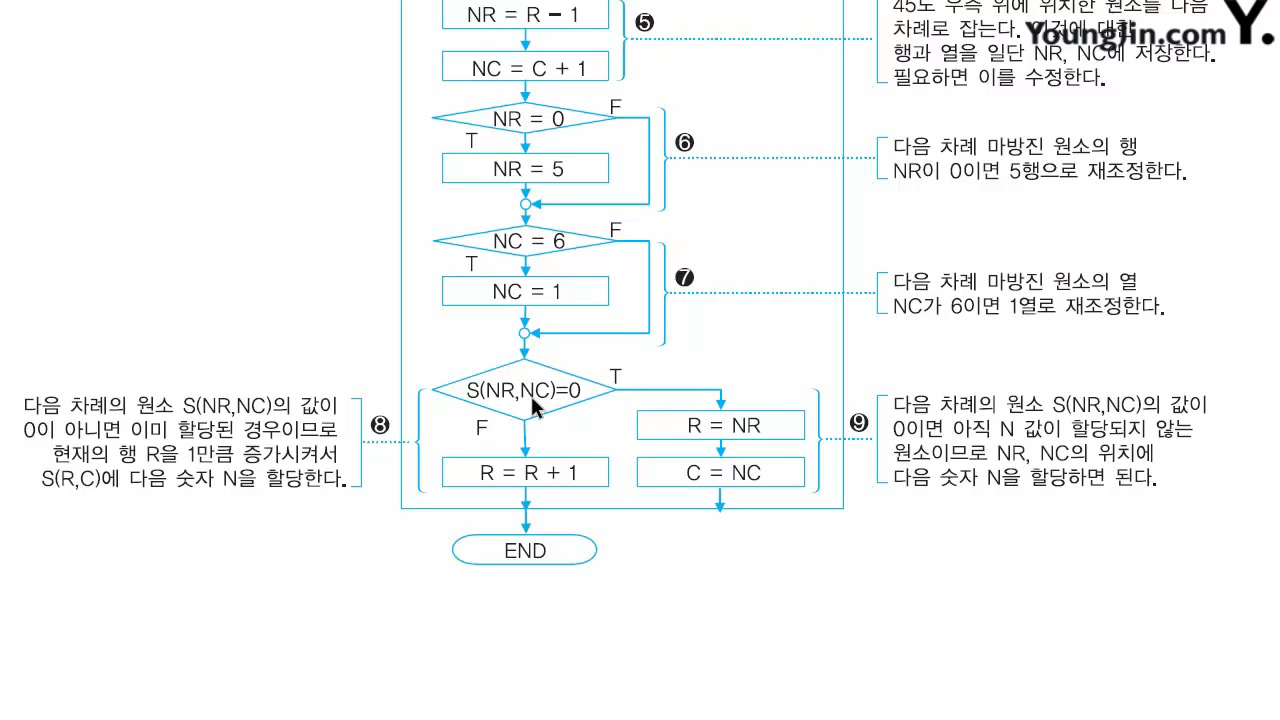 NR = R - 1
❺
45도 우측 위에 위치한 원소를 다음
차례로 잡는다. 이것에 대한
행과 열을 일단 NR, NC에 저장한다.
필요하면 이를 수정한다.
YoungJin.com Y.
NC = C + 1
NR = 0
F
T
❻
다음 차례 마방진 원소의 행
NR이 0이면 5행으로 재조정한다.
NR = 5
NC = 6
F
T
❼
다음 차례 마방진 원소의 열
NC가 6이면 1열로 재조정한다.
NC = 1
S(NR,NC)=0
T
F
다음 차례의 원소 S(NR,NC)의 값이
0이 아니면 이미 할당된 경우이므로
현재의 행 R을 1만큼 증가시켜서
S(R,C)에 다음 숫자 N을 할당한다.
❽
R = R + 1
R = NR
C = NC
❾
다음 차례의 원소 S(NR,NC)의 값이
0이면 아직 N 값이 할당되지 않는
원소이므로 NR, NC의 위치에
다음 숫자 N을 할당하면 된다.
END